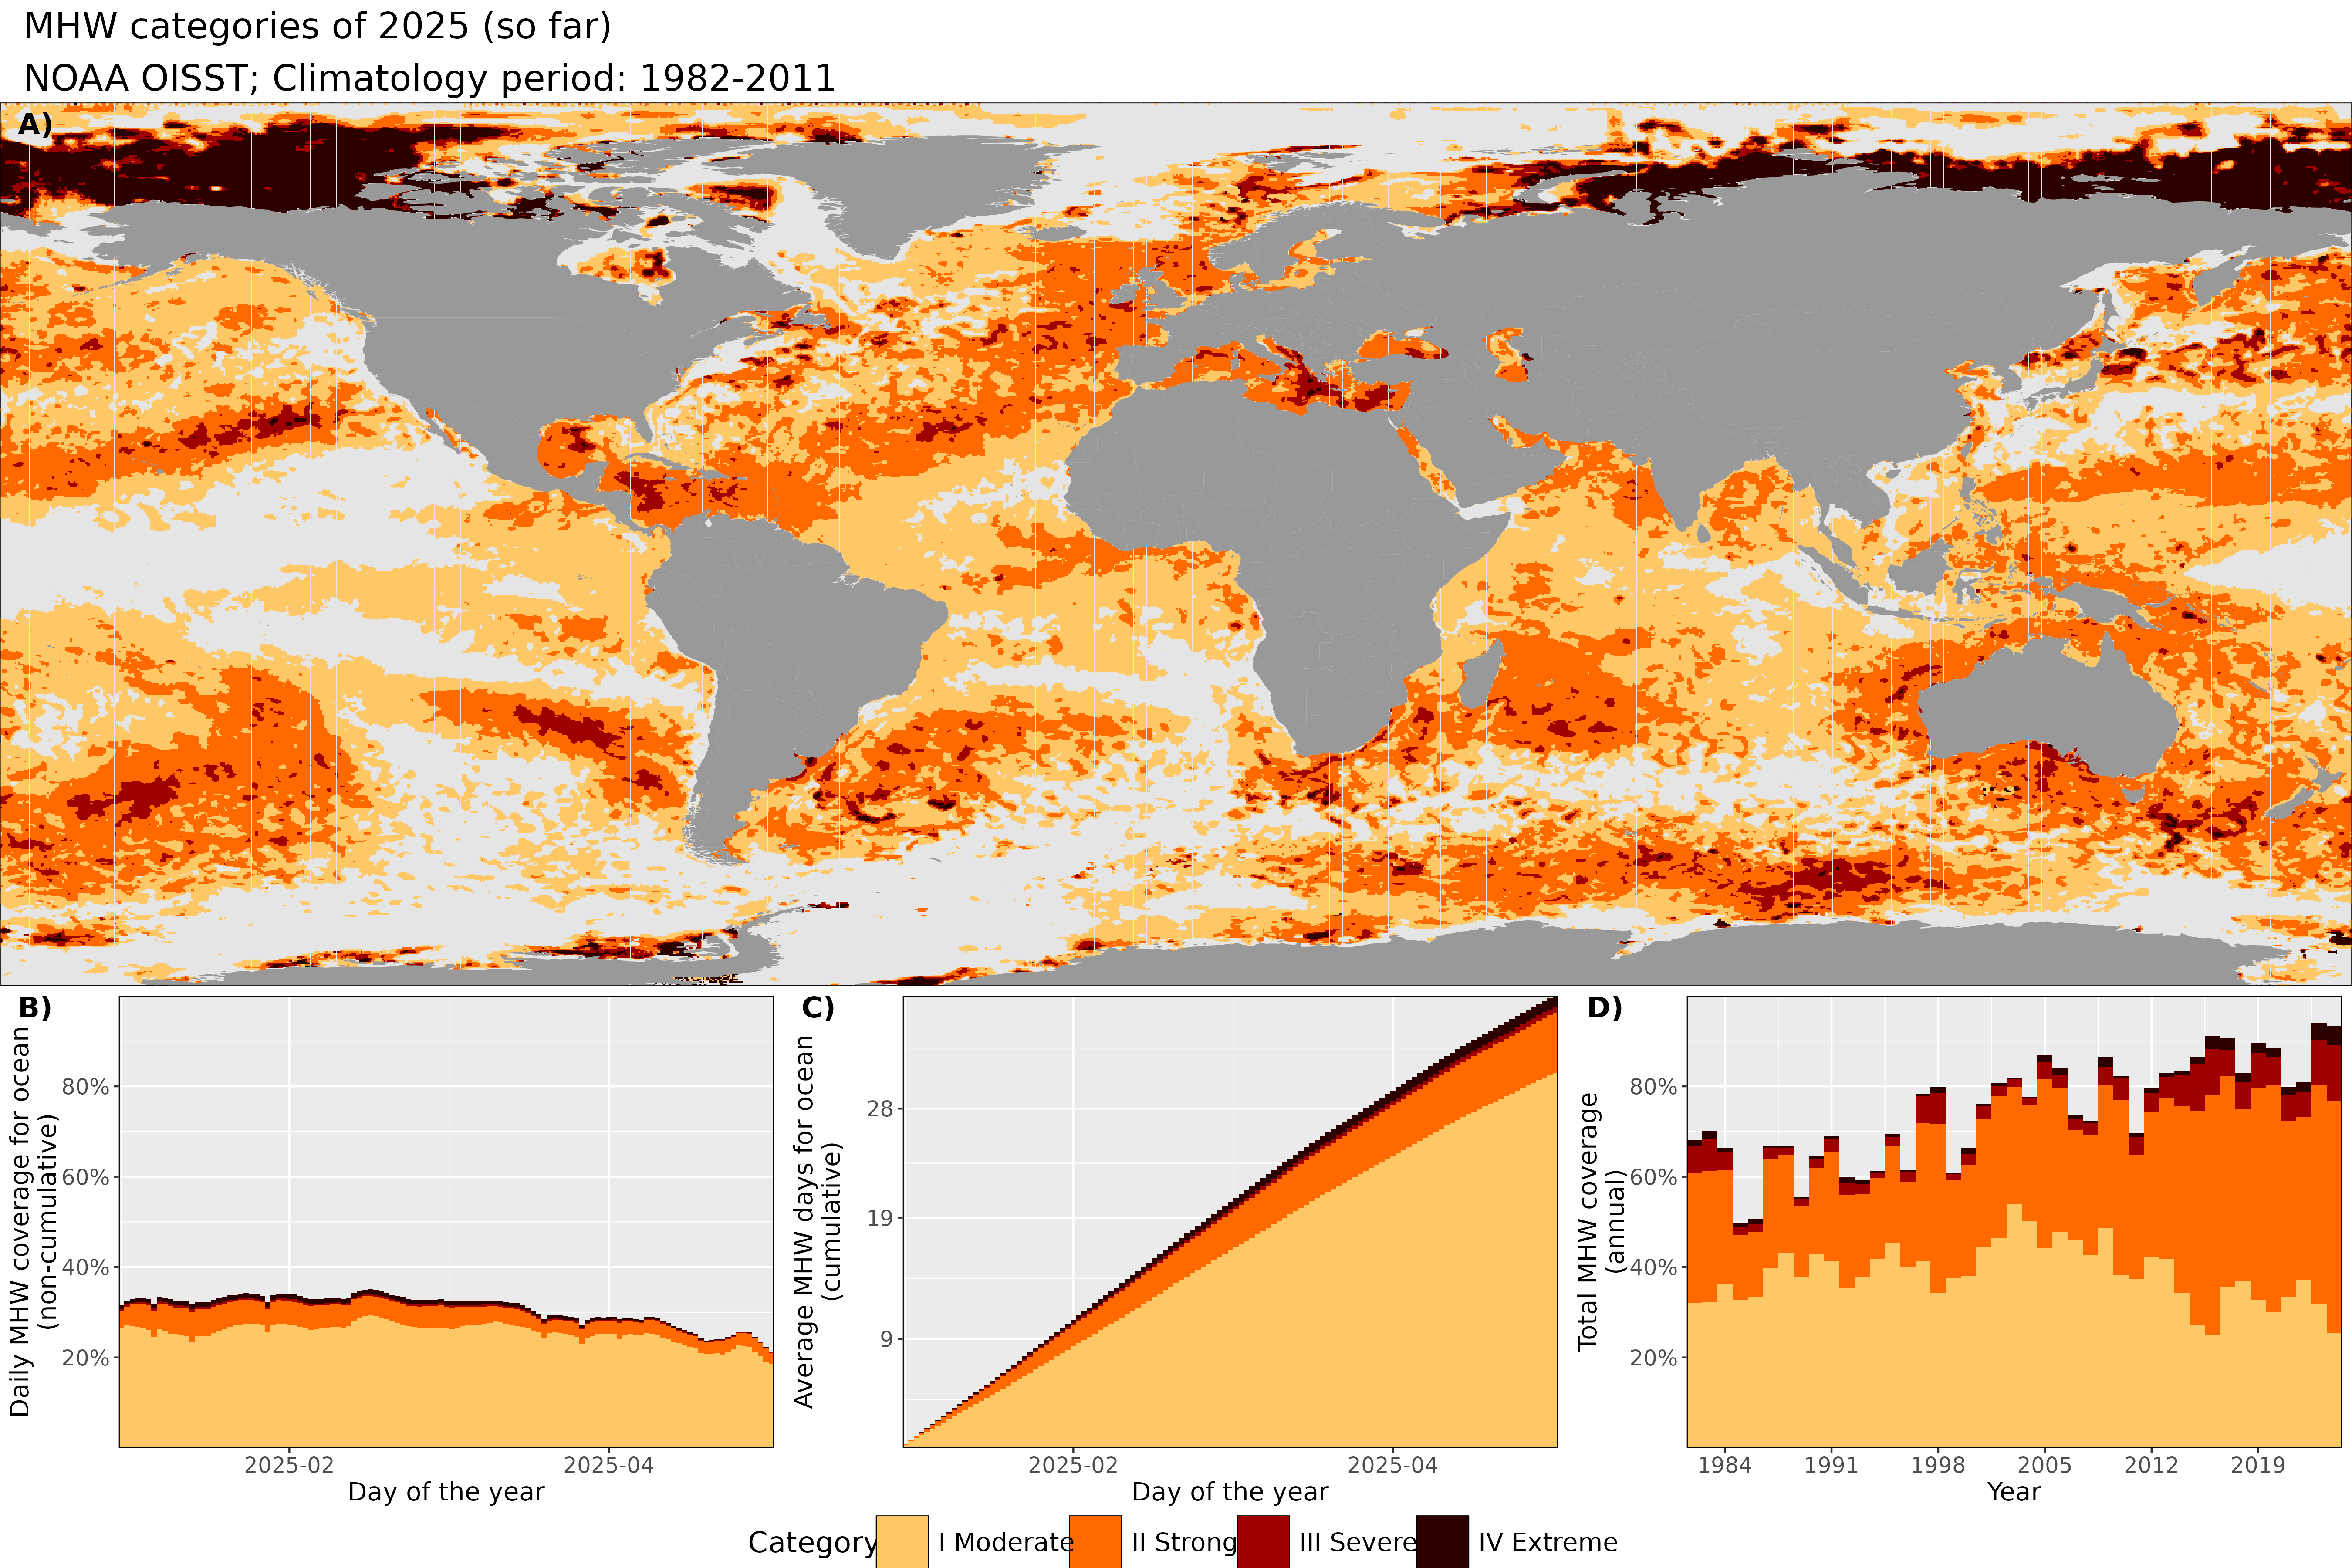 MHW categories of 2025 (so far)
NOAA OISST; Climatology period: 1982-2011
A)
B)
Daily MHW coverage for ocean
(non-cumulative)
80%
60%
40%
20%
2025-02
2025-04
Day of the year
C)
Average MHW days for ocean
(cumulative)
28
19
9
2025-02
2025-04
Day of the year
D)
Total MHW coverage
(annual)
80%
60%
40%
20%
1984
1991
1998
2005
2012
2019
Year
Category
I Moderate
II Strong
III Severe
IV Extreme